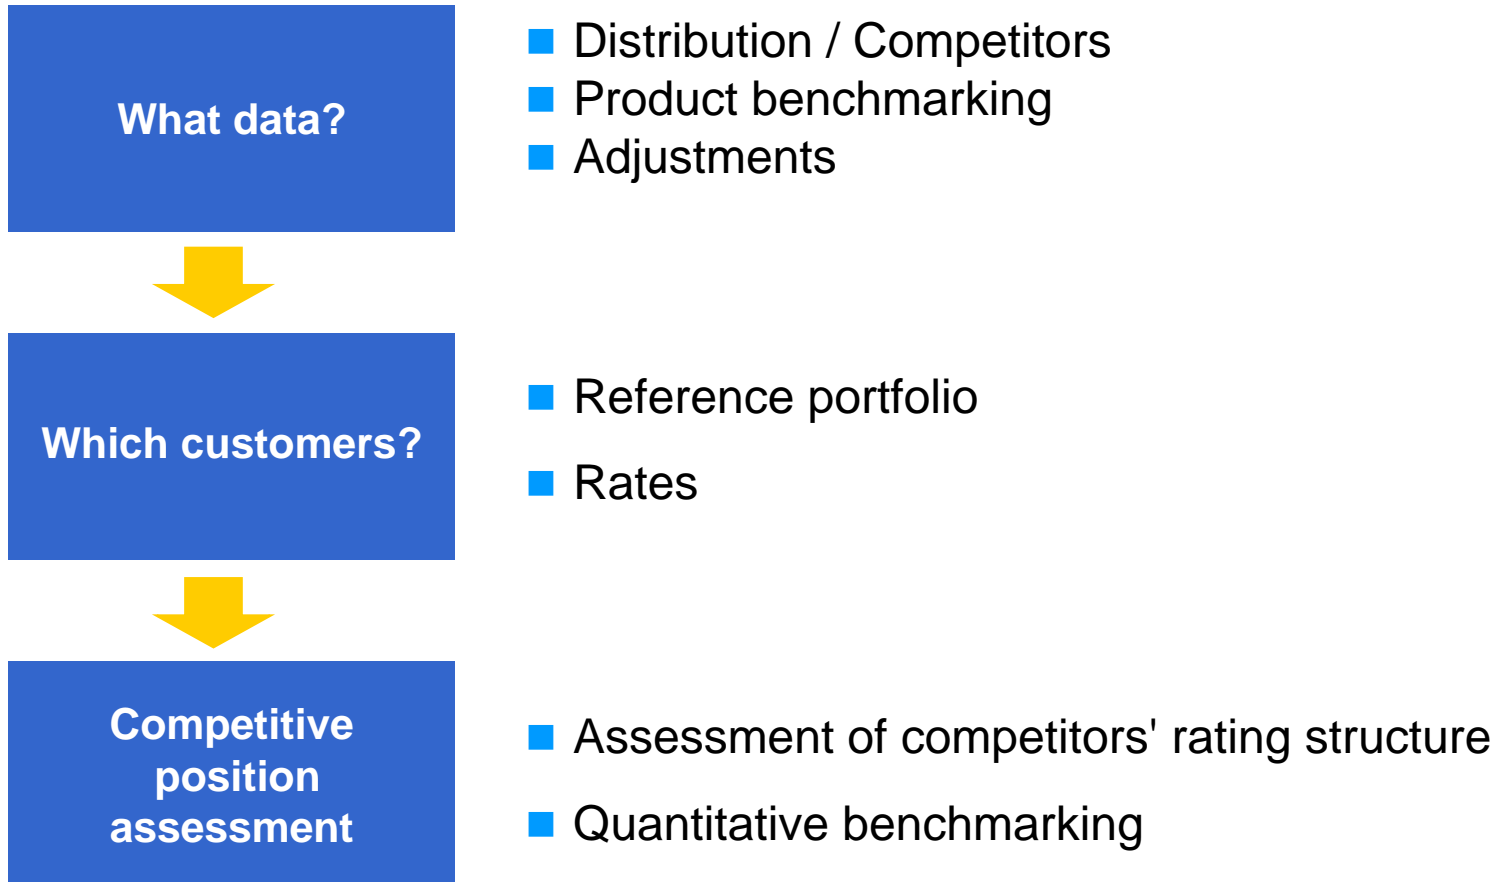 What data?
Distribution / Competitors
Product benchmarking
Adjustments
Which customers?
Reference portfolio
Rates
Competitive
position
assessment
Assessment of competitors' rating structure
Quantitative benchmarking